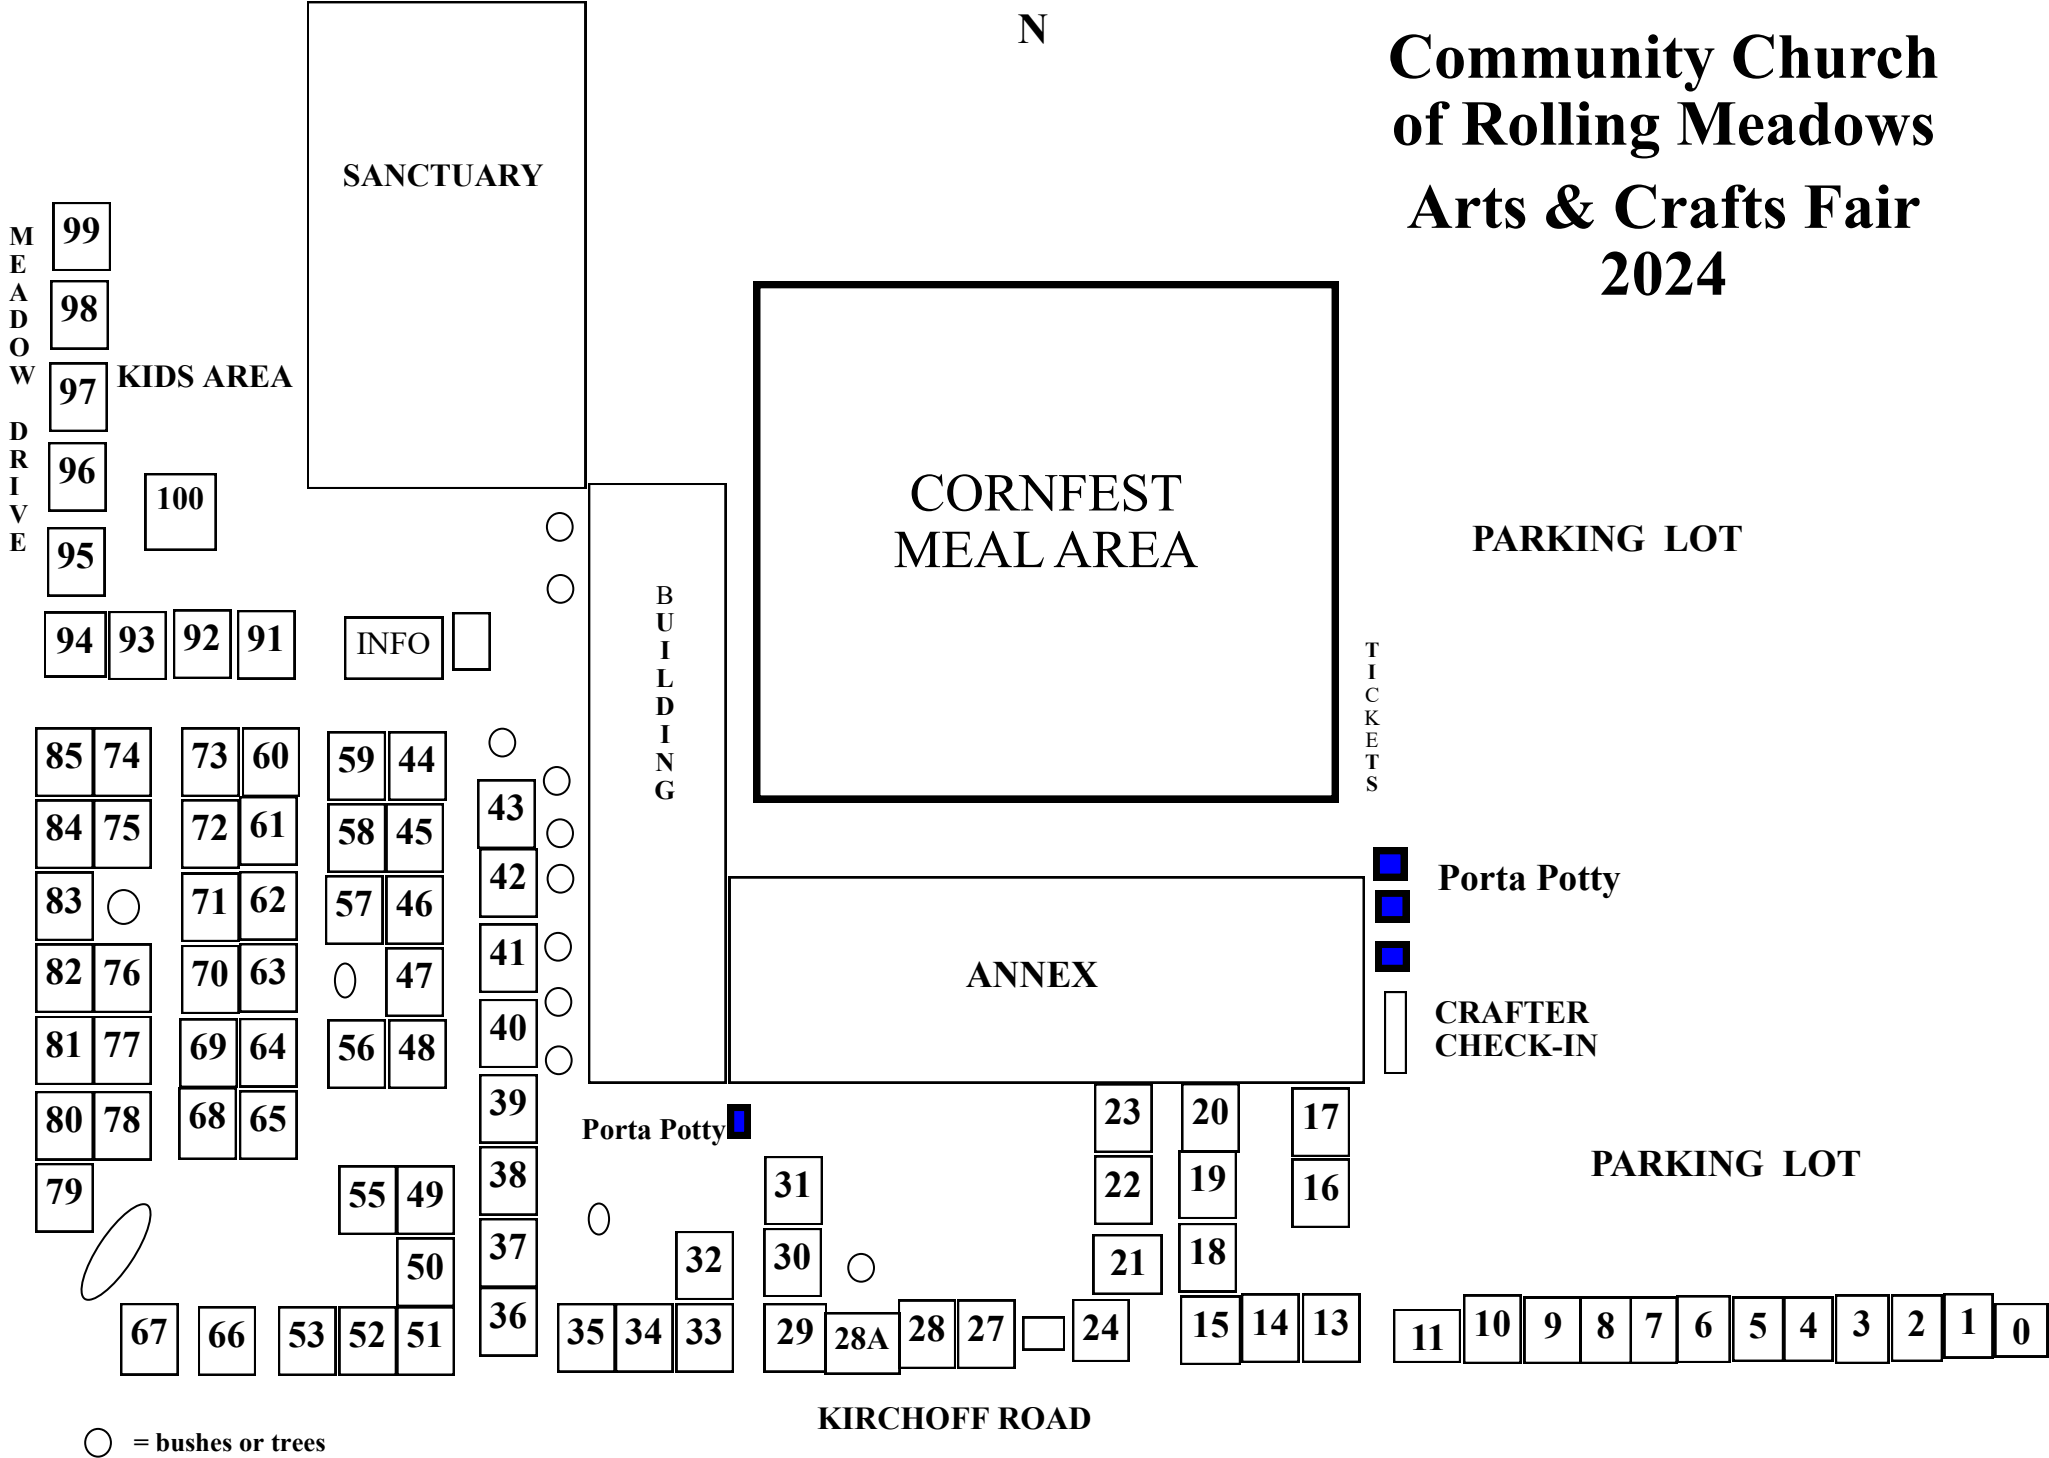 N
Community Church
of Rolling Meadows
Arts & Crafts Fair
2024
SANCTUARY
MEADOW DRIVE
99
98
97
96
95
KIDS AREA
100
94 93 92 91
INFO
BUILDING
CORNFEST
MEAL AREA
TICKETS
PARKING LOT
85 74 73 60 59 44
84 75 72 61 58 45
83 71 62 57 46
82 76 70 63 47
81 77 69 64 56 48
80 78 68 65
79
55 49
50
67 66 53 52 51
43
42
41
40
39
38
37
36
ANNEX
Porta Potty
CRAFTER
CHECK-IN
Porta Potty
31
32 30
35 34 33 29 28A 28 27 24
23 20 17
22 19 16
21 18
15 14 13
PARKING LOT
11 10 9 8 7 6 5 4 3 2 1 0
KIRCHOFF ROAD
= bushes or trees